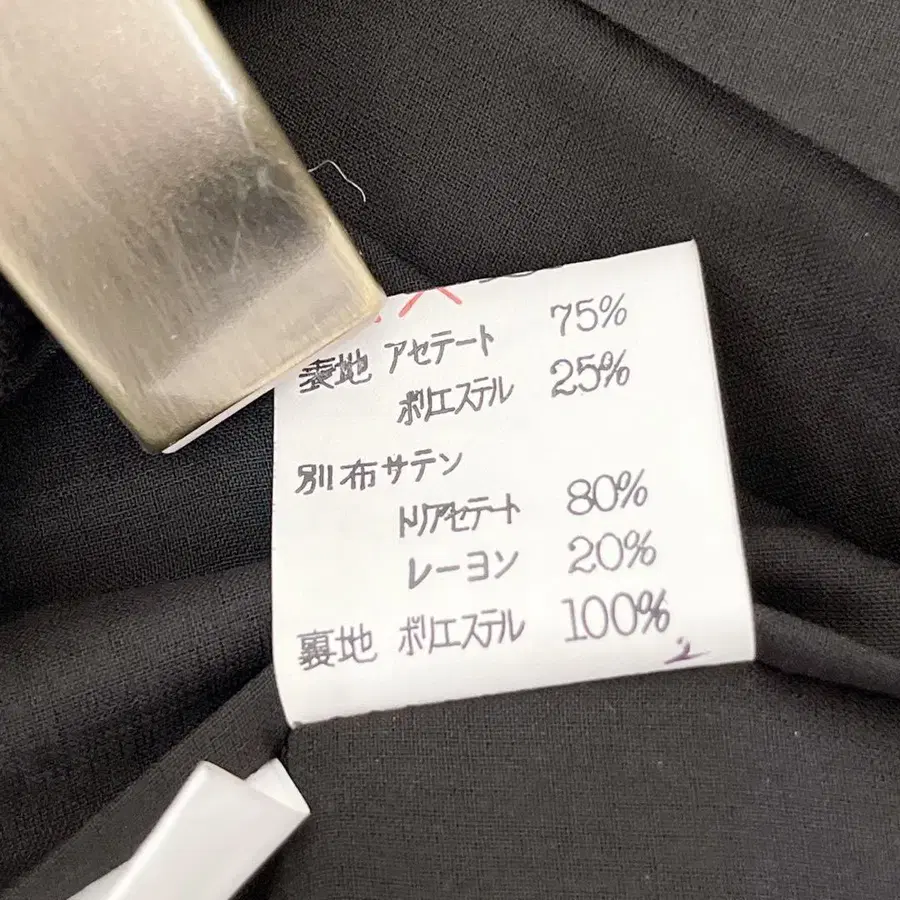 表地 アセテート 75%
ポリエステル 25%
別布サテン
トリアセテート 80%
レーヨン 20%
裏地 ポリエステル 100%
2